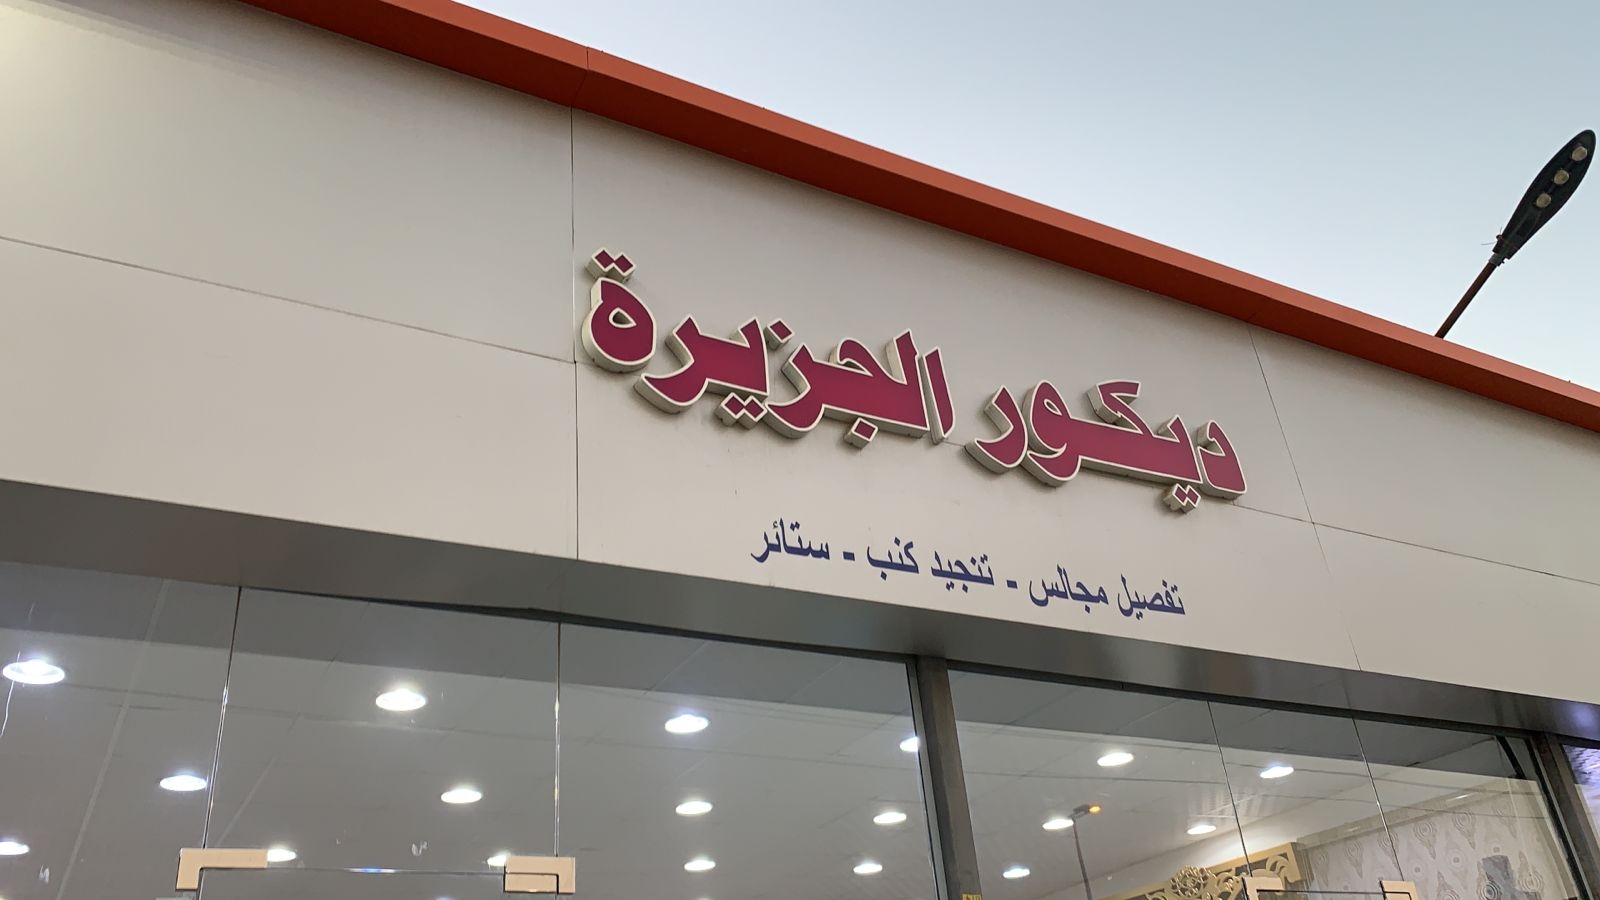 ديكور الجزيرة
تفصيل مجالس - تنجيد كنب - ستائر